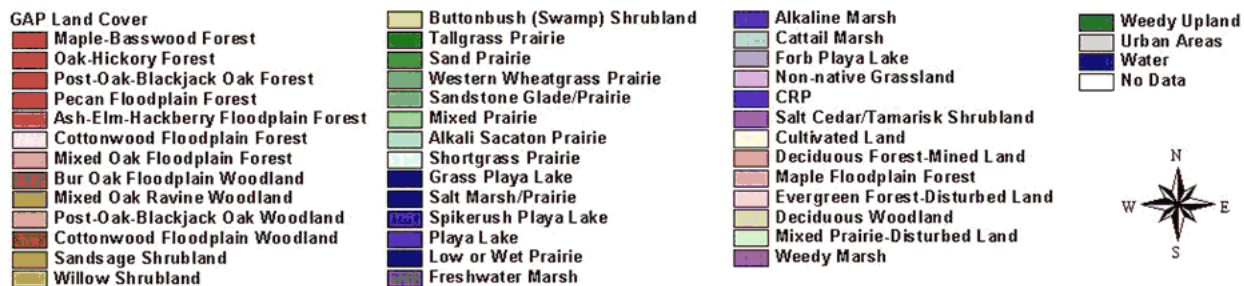 GAP Land Cover
Maple-Basswood Forest
Oak-Hickory Forest
Post-Oak-Blackjack Oak Forest
Pecan Floodplain Forest
Ash-Elm-Hackberry Floodplain Forest
Cottonwood Floodplain Forest
Mixed Oak Floodplain Forest
Bur Oak Floodplain Woodland
Mixed Oak Ravine Woodland
Post-Oak-Blackjack Oak Woodland
Cottonwood Floodplain Woodland
Sandsage Shrubland
Willow Shrubland
Buttonbush (Swamp) Shrubland
Tallgrass Prairie
Sand Prairie
Western Wheatgrass Prairie
Sandstone Glade/Prairie
Mixed Prairie
Alkali Sacaton Prairie
Shortgrass Prairie
Grass Playa Lake
Salt Marsh/Prairie
Spikerush Playa Lake
Playa Lake
Low or Wet Prairie
Freshwater Marsh
Alkaline Marsh
Cattail Marsh
Forb Playa Lake
Non-native Grassland
CRP
Salt Cedar/Tamarisk Shrubland
Cultivated Land
Deciduous Forest-Mined Land
Maple Floodplain Forest
Evergreen Forest-Disturbed Land
Deciduous Woodland
Mixed Prairie-Disturbed Land
Weedy Marsh
Weedy Upland
Urban Areas
Water
No Data
N
W E
S